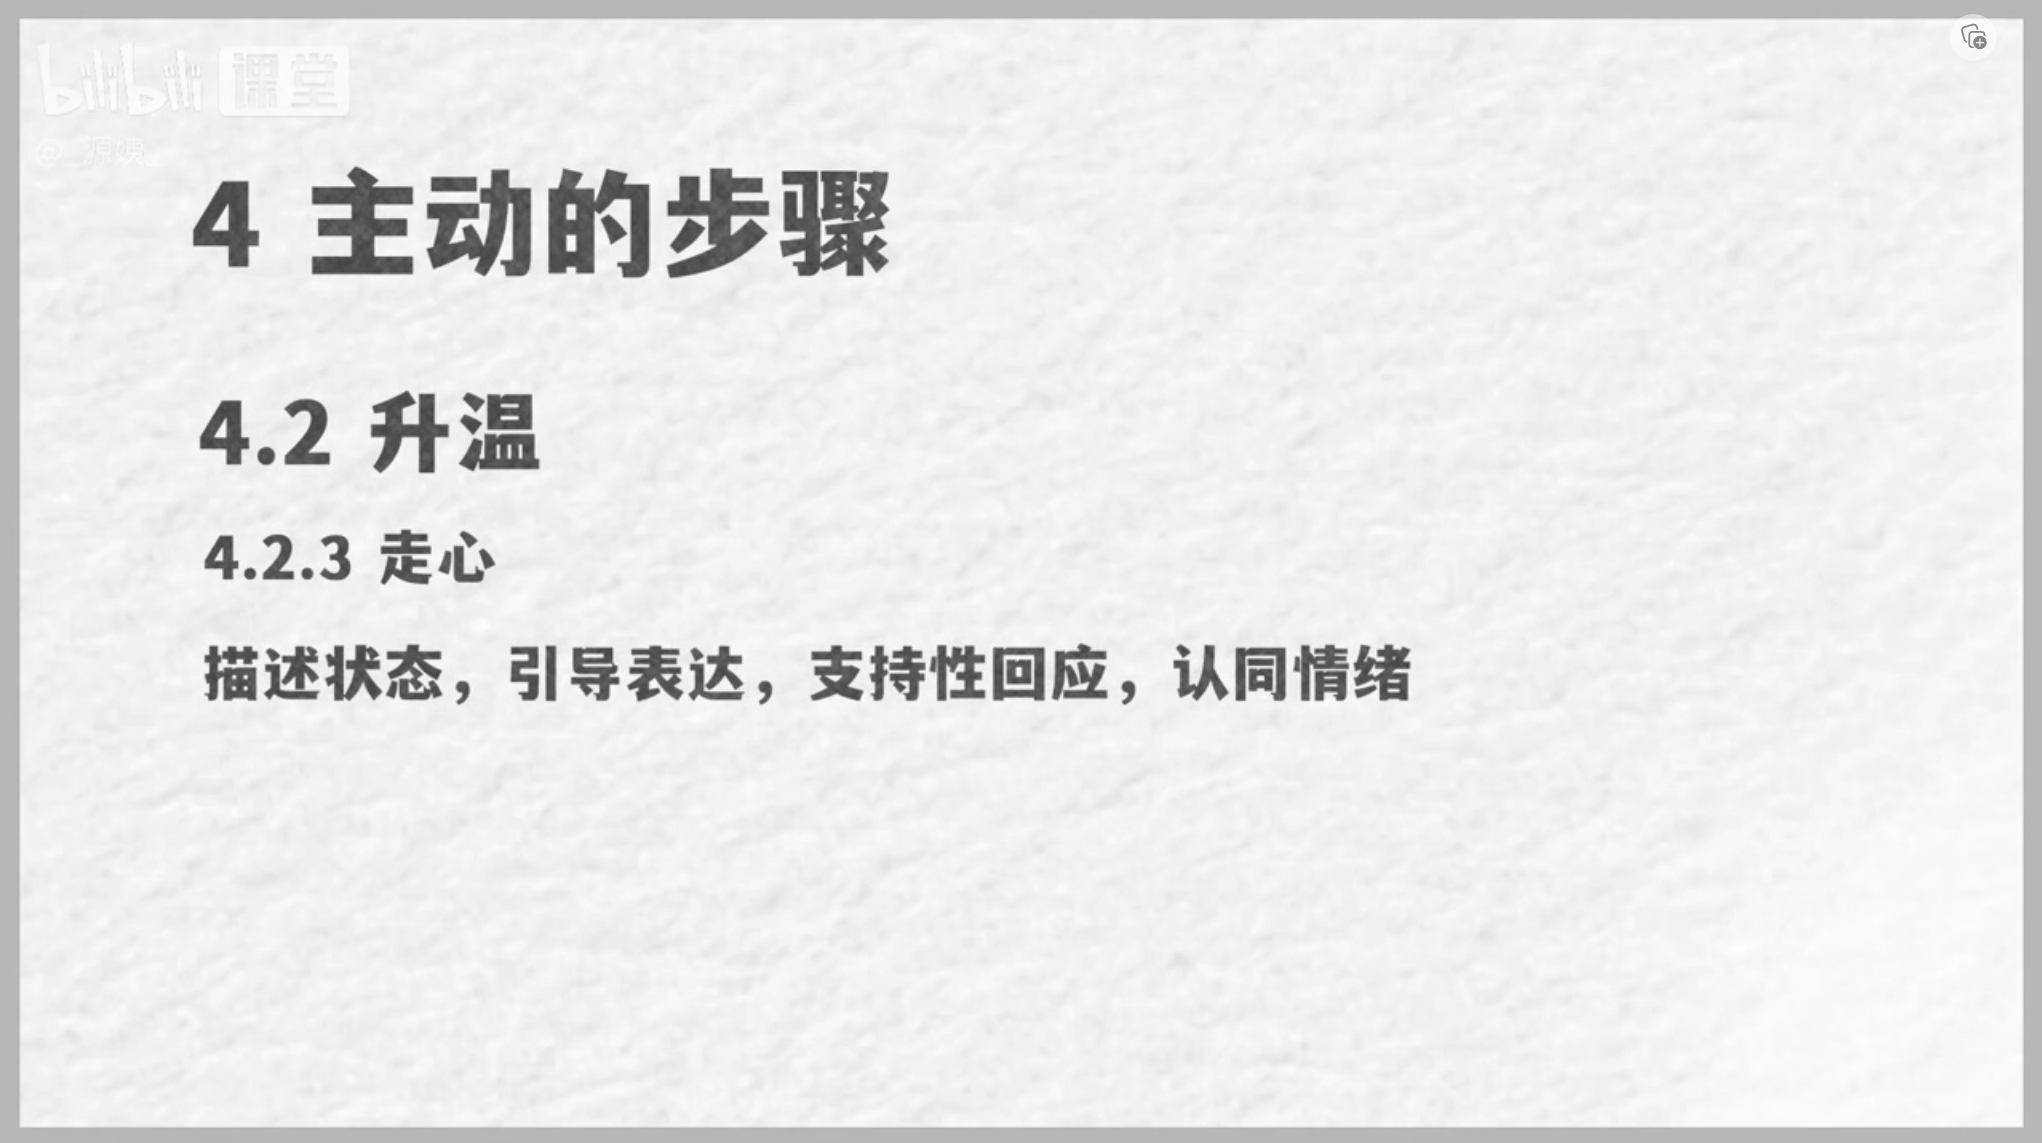 bilibili 课堂
@_源姨_
4 主动的步骤
4.2 升温
4.2.3 走心
描述状态，引导表达，支持性回应，认同情绪